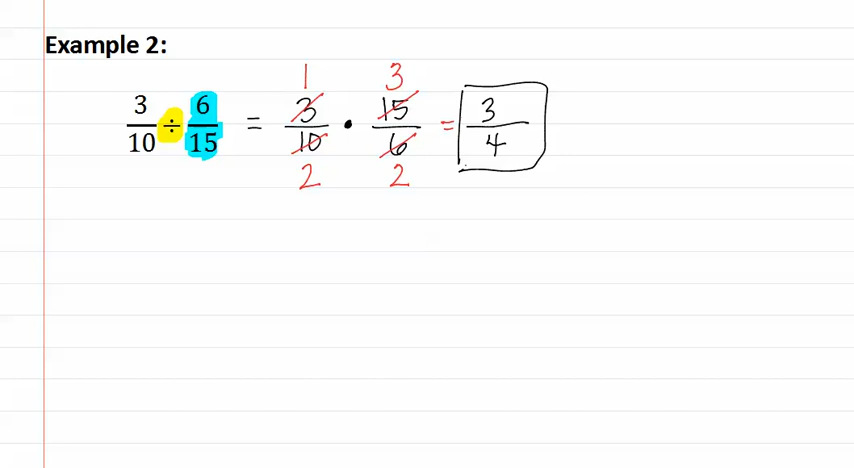 Example 2:
1 3
3/10 ÷ 6/15 = 3/10 • 15/6 = 3/4
2 2